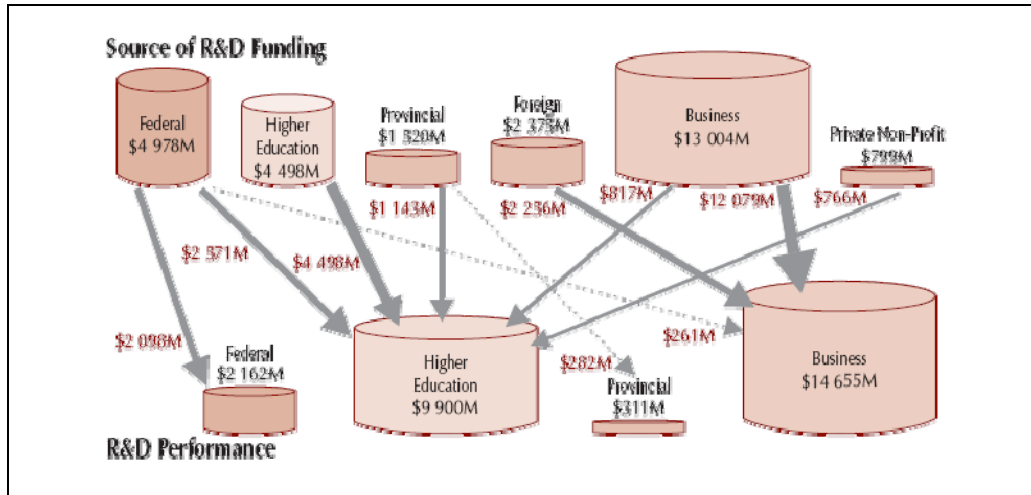 Source of R&D Funding
Federal
$4 978M
Higher
Education
$4 498M
Provincial
$1 320M
Foreign
$2 375M
Business
$13 004M
Private Non-Profit
$799M
$2 098M
$2 571M
$4 498M
$1 143M
$2 256M
$817M
$12 079M
$766M
$282M
$261M
Federal
$2 162M
Higher
Education
$9 900M
Provincial
$311M
Business
$14 655M
R&D Performance